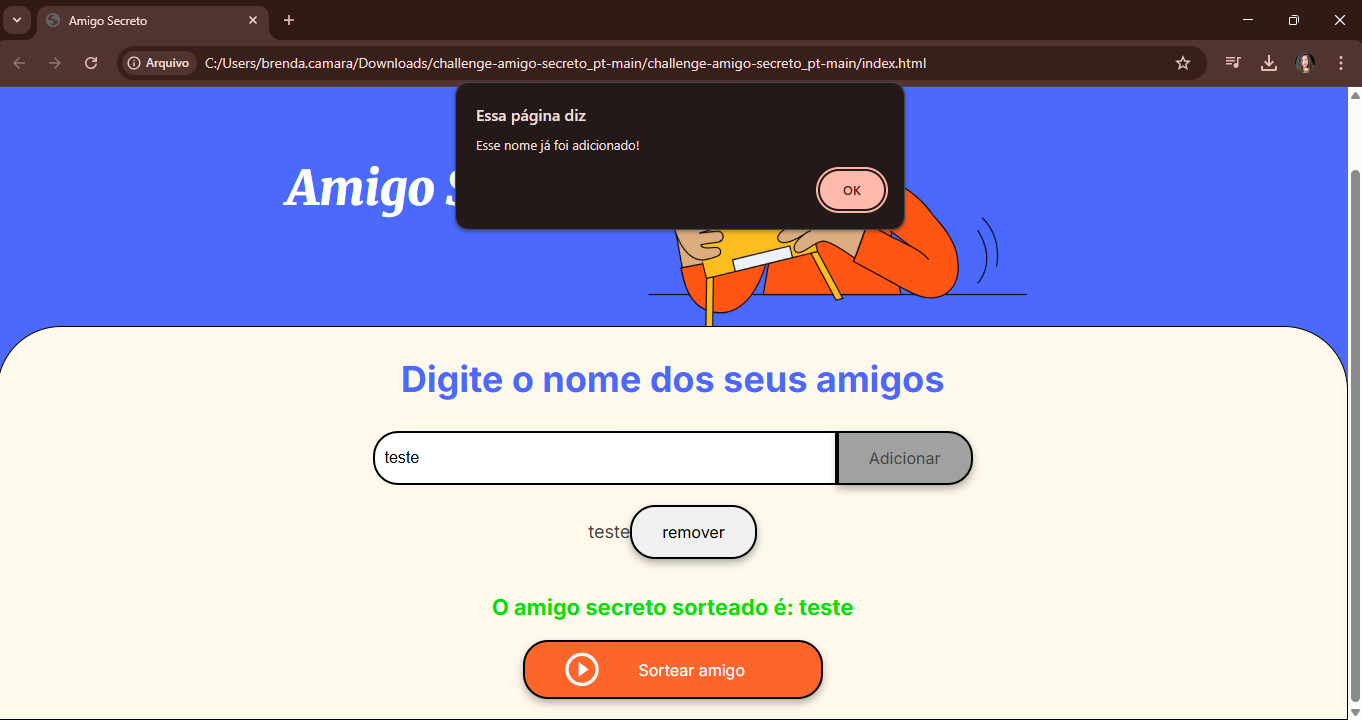 Amigo Secreto
Arquivo
C:/Users/brenda.camara/Downloads/challenge-amigo-secreto_pt-main/challenge-amigo-secreto_pt-main/index.html
Essa página diz
Esse nome já foi adicionado!
OK
Amigo S
Digite o nome dos seus amigos
teste
Adicionar
teste
remover
O amigo secreto sorteado é: teste
Sortear amigo